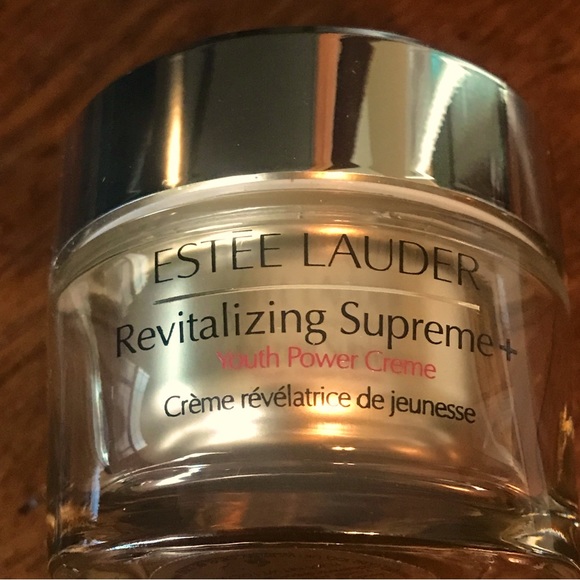 ESTĒE LAUDER
Revitalizing Supreme+
Youth Power Creme
Crème révélatrice de jeunesse